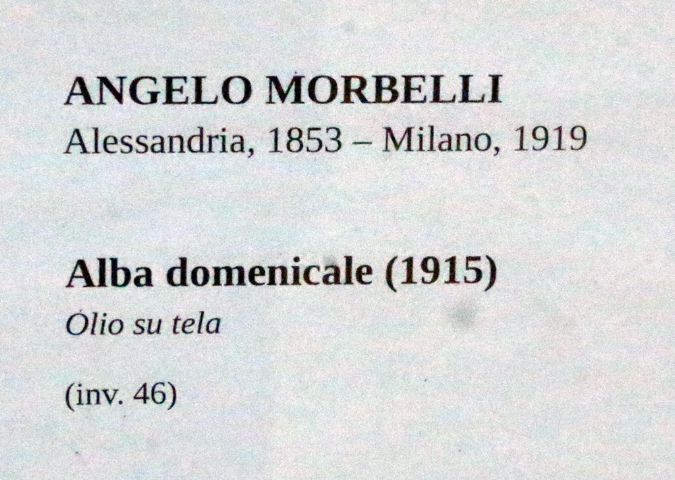 ANGELO MORBELLI
Alessandria, 1853 – Milano, 1919
Alba domenicale (1915)
Olio su tela
(inv. 46)